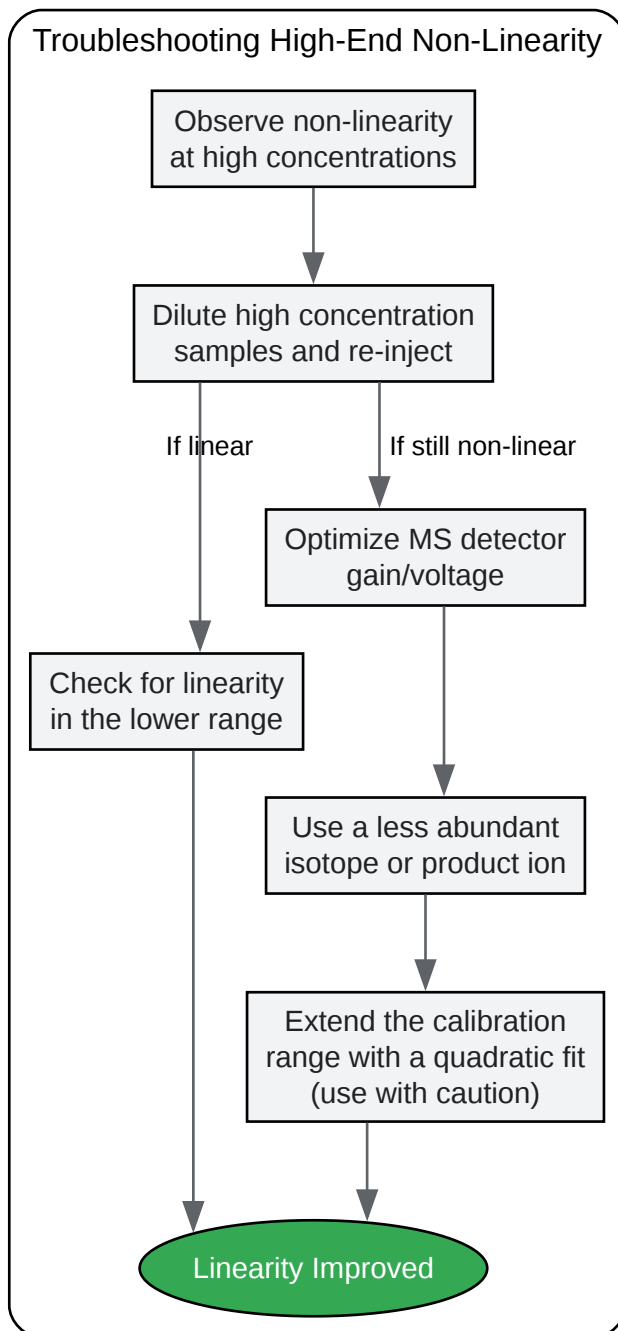 Troubleshooting High-End Non-Linearity
Observe non-linearity
at high concentrations
Dilute high concentration
samples and re-inject
If linear
If still non-linear
Optimize MS detector
gain/voltage
Check for linearity
in the lower range
Use a less abundant
isotope or product ion
Extend the calibration
range with a quadratic fit
(use with caution)
Linearity Improved